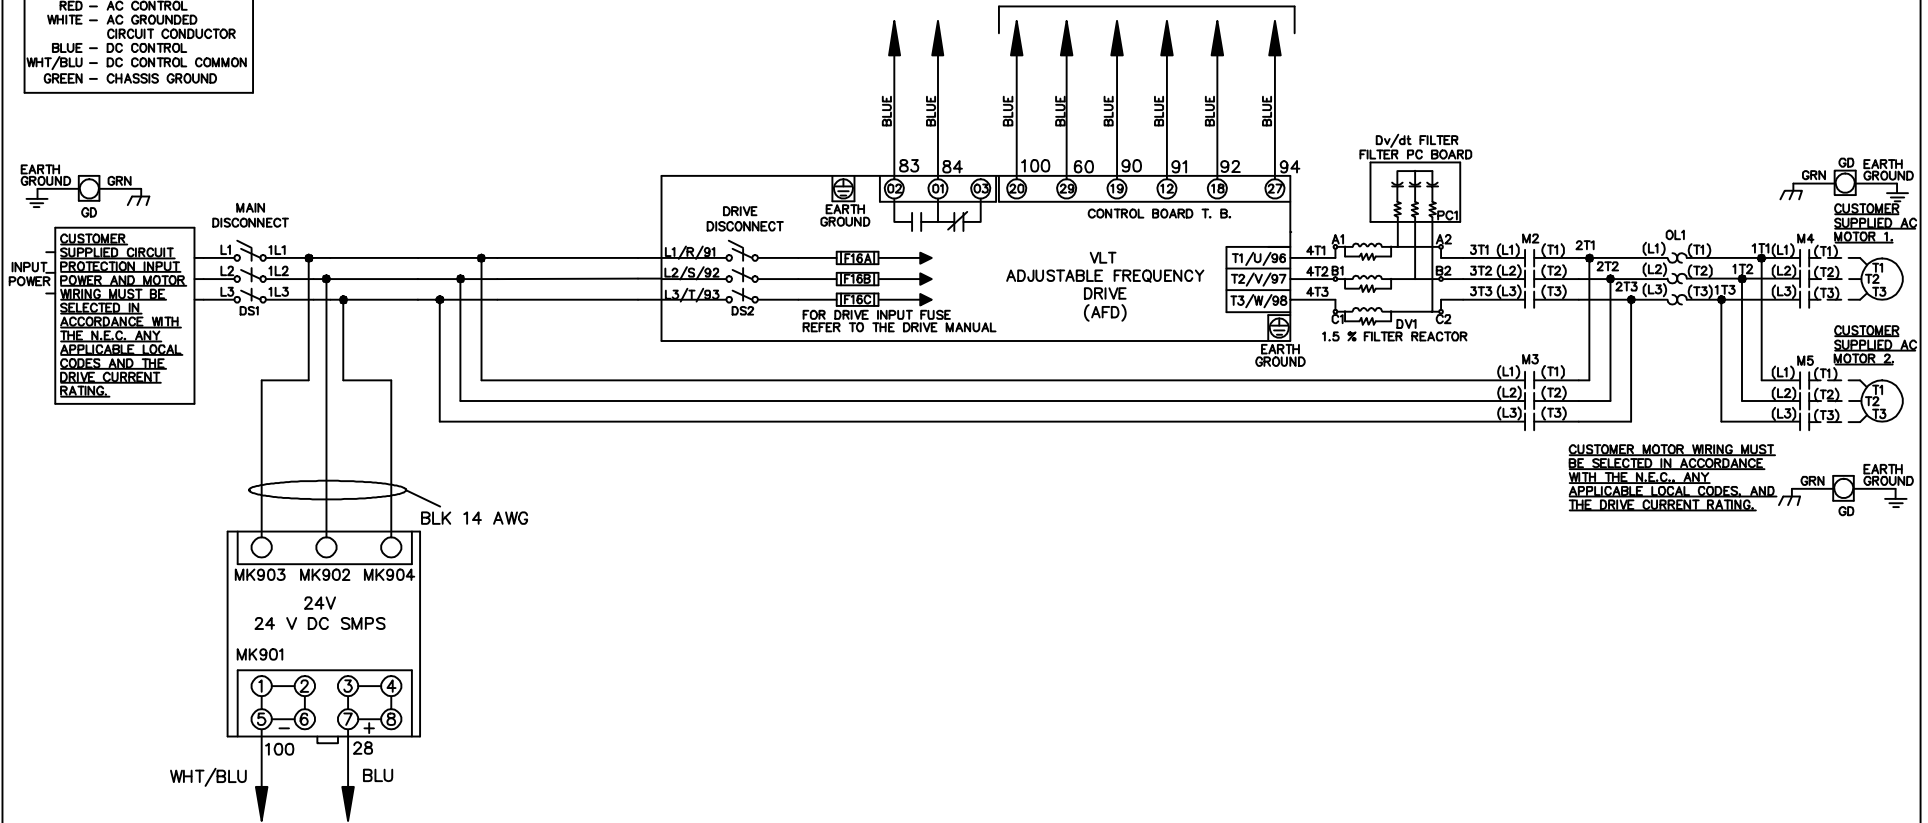 RED – AC CONTROL
WHITE – AC GROUNDED
CIRCUIT CONDUCTOR
BLUE – DC CONTROL
WHT/BLU – DC CONTROL COMMON
GREEN – CHASSIS GROUND
BLUE
BLUE
BLUE
BLUE
BLUE
BLUE
BLUE
BLUE
83
84
100
60
90
91
92
94
02
01
03
20
29
19
12
18
27
EARTH
GROUND
CONTROL BOARD T. B.
EARTH
GROUND
GRN
GD
MAIN
DISCONNECT
CUSTOMER
SUPPLIED CIRCUIT
PROTECTION INPUT
POWER AND MOTOR
WIRING MUST BE
SELECTED IN
ACCORDANCE WITH
THE N.E.C. ANY
APPLICABLE LOCAL
CODES AND THE
DRIVE CURRENT
RATING.
INPUT
POWER
L1
1L1
L2
1L2
L3
1L3
DS1
DRIVE
DISCONNECT
L1/R/91
L2/S/92
L3/T/93
DS2
F16A
F16B
F16C
FOR DRIVE INPUT FUSE
REFER TO THE DRIVE MANUAL
VLT
ADJUSTABLE FREQUENCY
DRIVE
(AFD)
T1/U/96
T2/V/97
T3/W/98
EARTH
GROUND
4T1
4T2
4T3
Dv/dt FILTER
FILTER PC BOARD
PC1
A1
A2
B1
B2
C1
C2
DV1
1.5 % FILTER REACTOR
3T1
(L1)
M2
(T1)
3T2
(L2)
(T2)
3T3
(L3)
(T3)
2T1
2T2
2T3
(L1)
OL1
(T1)
(L2)
(T2)
(L3)
(T3)
1T1
1T2
1T3
(L1)
M4
(T1)
(L2)
(T2)
(L3)
(T3)
GRN
GD
EARTH
GROUND
CUSTOMER
SUPPLIED AC
MOTOR 1.
T1
T2
T3
M3
(L1)
(T1)
(L2)
(T2)
(L3)
(T3)
CUSTOMER
SUPPLIED AC
MOTOR 2.
M5
(L1)
(T1)
(L2)
(T2)
(L3)
(T3)
T1
T2
T3
CUSTOMER MOTOR WIRING MUST
BE SELECTED IN ACCORDANCE
WITH THE N.E.C., ANY
APPLICABLE LOCAL CODES, AND
THE DRIVE CURRENT RATING.
GRN
GD
EARTH
GROUND
BLK 14 AWG
MK903
MK902
MK904
24V
24 V DC SMPS
MK901
1
2
3
4
5
–
6
7
+
8
100
28
WHT/BLU
BLU